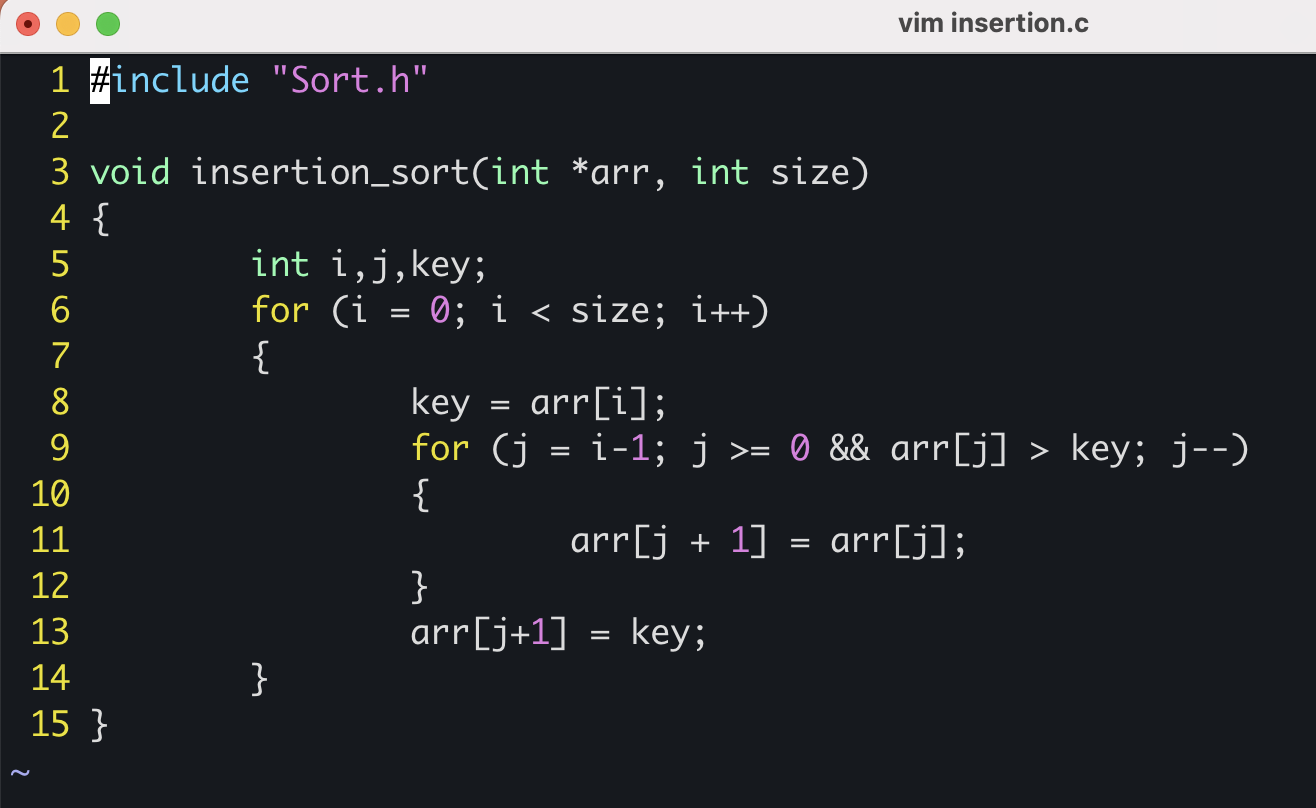 vim insertion.c
1 #include "Sort.h"
2
3 void insertion_sort(int *arr, int size)
4 {
5         int i,j,key;
6         for (i = 0; i < size; i++)
7         {
8                 key = arr[i];
9                 for (j = i-1; j >= 0 && arr[j] > key; j--)
10                 {
11                         arr[j + 1] = arr[j];
12                 }
13                 arr[j+1] = key;
14         }
15 }
~